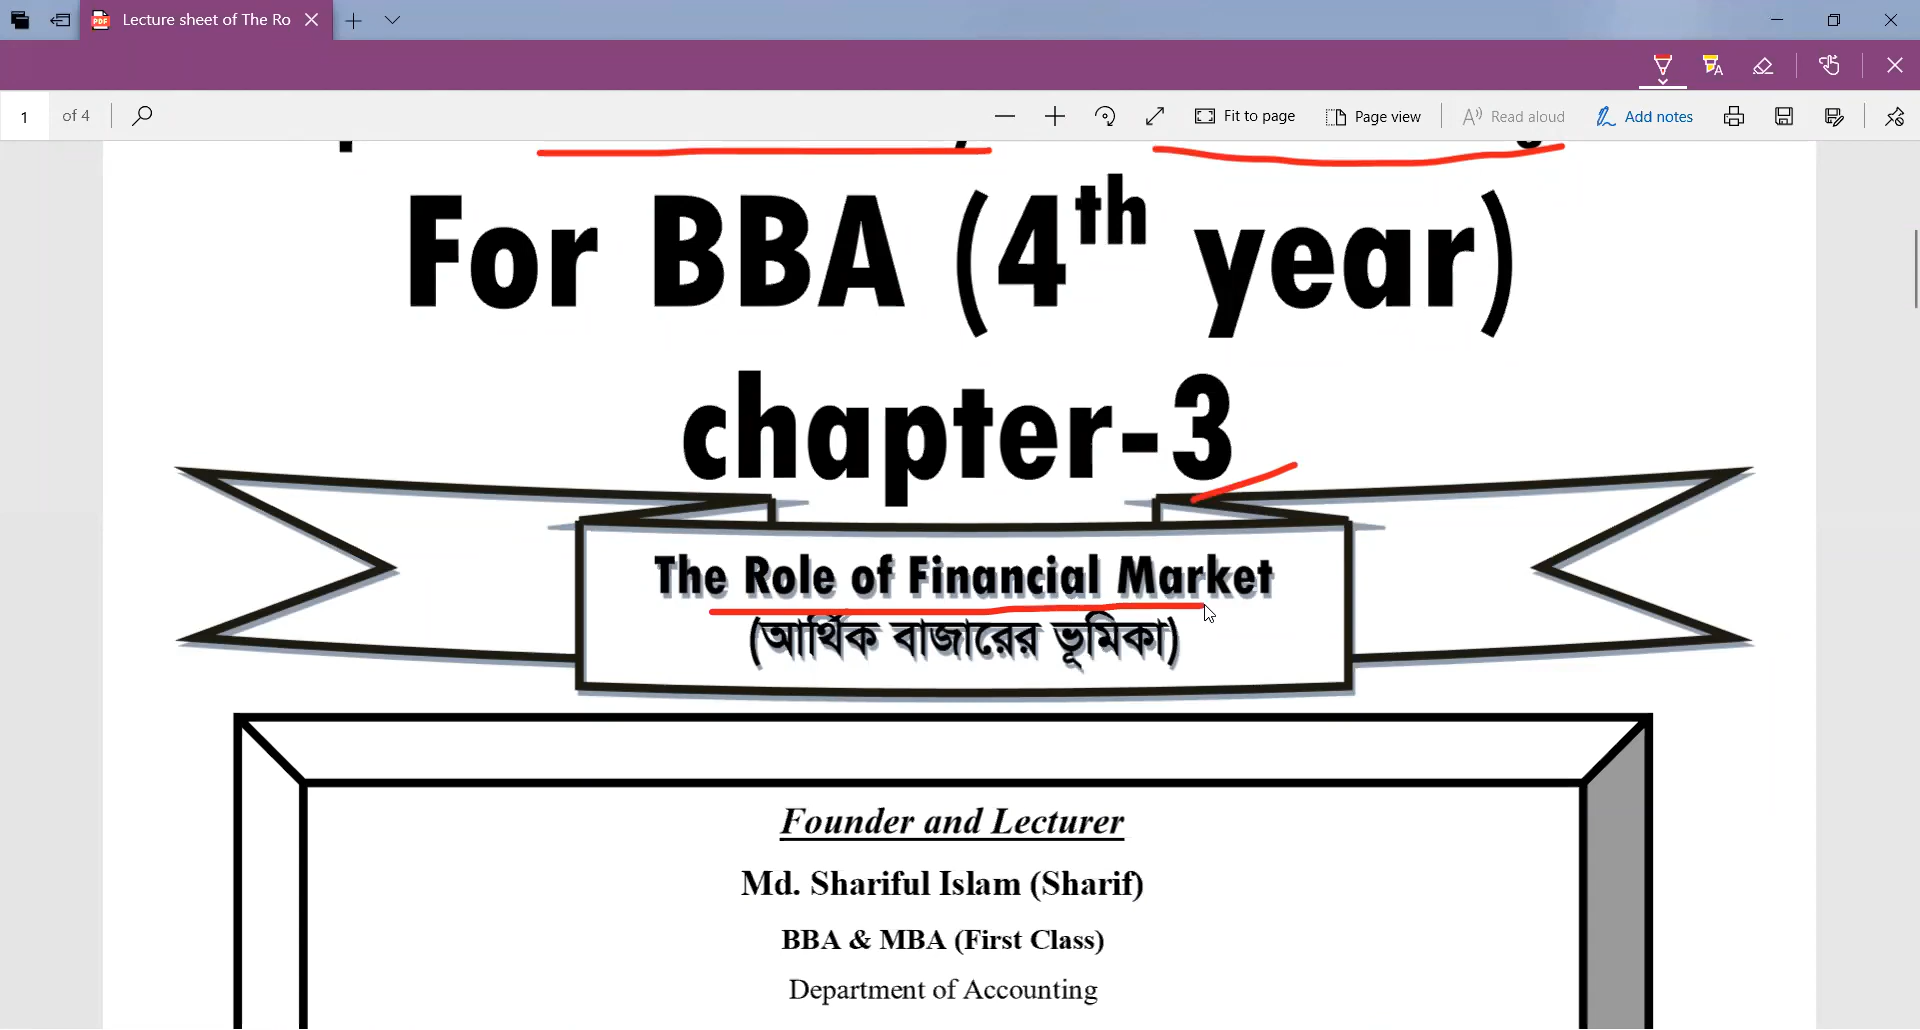 Lecture sheet of The Ro
1 of 4
Fit to page
Page view
Read aloud
Add notes
For BBA (4th year)
chapter-3
The Role of Financial Market
(আর্থিক বাজারের ভূমিকা)
Founder and Lecturer
Md. Shariful Islam (Sharif)
BBA & MBA (First Class)
Department of Accounting